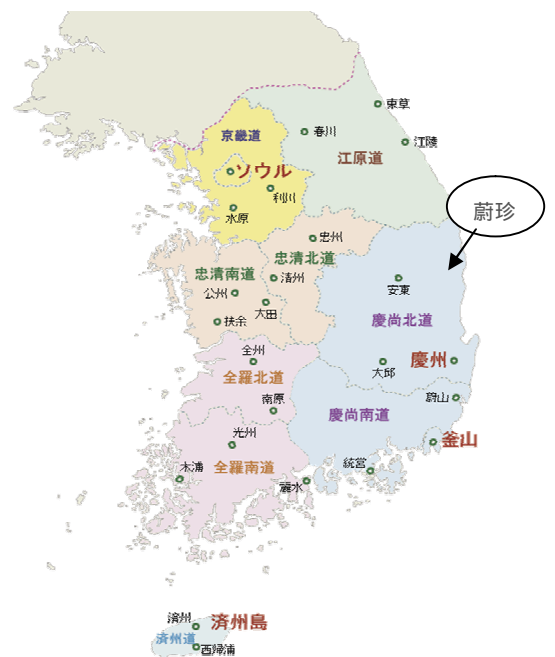 束草
京畿道
春川
江陵
江原道
ソウル
利川
蔚珍
水原
忠州
忠清北道
忠清南道
清州
公州
安東
大田
扶余
慶尚北道
全州
慶州
大邱
全羅北道
南原
蔚山
慶尚南道
光州
釜山
木浦
全羅南道
統営
麗水
済州
済州島
済州道
西帰浦